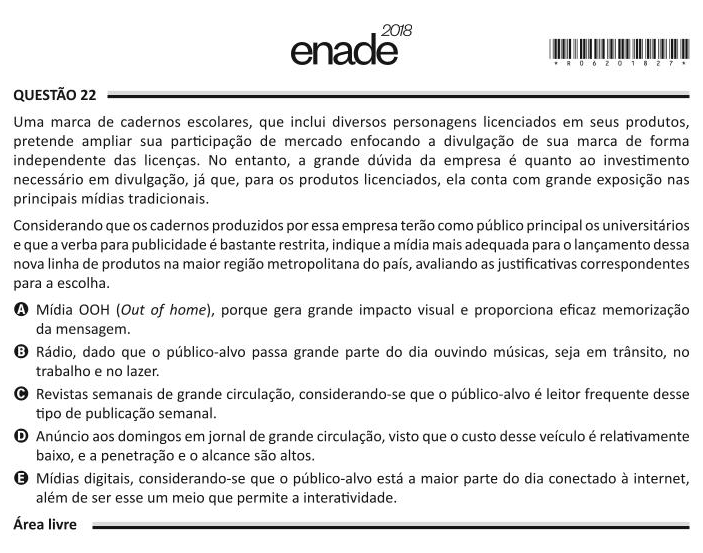 enade2018
*R06201827*
QUESTÃO 22
Uma marca de cadernos escolares, que inclui diversos personagens licenciados em seus produtos,
pretende ampliar sua participação de mercado enfocando a divulgação de sua marca de forma
independente das licenças. No entanto, a grande dúvida da empresa é quanto ao investimento
necessário em divulgação, já que, para os produtos licenciados, ela conta com grande exposição nas
principais mídias tradicionais.
Considerando que os cadernos produzidos por essa empresa terão como público principal os universitários
e que a verba para publicidade é bastante restrita, indique a mídia mais adequada para o lançamento dessa
nova linha de produtos na maior região metropolitana do país, avaliando as justificativas correspondentes
para a escolha.
A Mídia OOH (Out of home), porque gera grande impacto visual e proporciona eficaz memorização
da mensagem.
B Rádio, dado que o público-alvo passa grande parte do dia ouvindo músicas, seja em trânsito, no
trabalho e no lazer.
C Revistas semanais de grande circulação, considerando-se que o público-alvo é leitor frequente desse
tipo de publicação semanal.
D Anúncio aos domingos em jornal de grande circulação, visto que o custo desse veículo é relativamente
baixo, e a penetração e o alcance são altos.
E Mídias digitais, considerando-se que o público-alvo está a maior parte do dia conectado à internet,
além de ser esse um meio que permite a interatividade.
Área livre